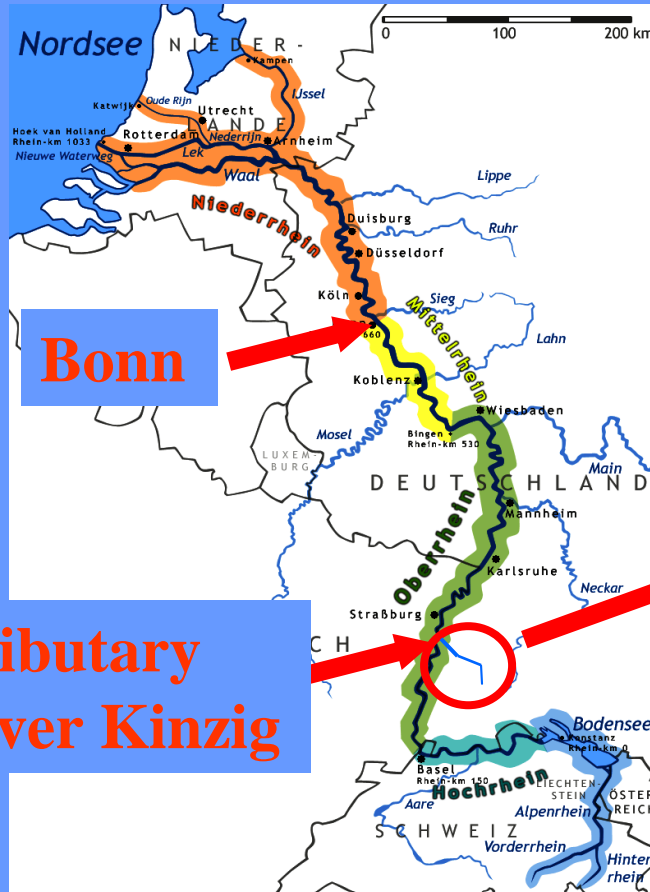 0 100 200 km
Nordsee
NIEDER-
Kampen
IJssel
Katwijk
Oude Rijn
Utrecht
LANDE
Hoek van Holland
Rhein-km 1033
Rotterdam
Nederrijn
Arnheim
Nieuwe Waterweg
Lek
Waal
Lippe
Niederrhein
Duisburg
Ruhr
Düsseldorf
Köln
Sieg
Mittelrhein
660
Bonn
Lahn
Koblenz
Wiesbaden
Mosel
Bingen
Rhein-km 530
LUXEM-
BURG
Main
DEUTSCHLAND
Oberrhein
Mannheim
Karlsruhe
Neckar
Straßburg
CH
ibutary
ver Kinzig
Bodensee
Konstanz
Rhein-km 0
Basel
Rhein-km 150
Hochrhein
LIECHTEN-
STEIN
ÖSTER
REICH
Aare
Alpenrhein
SCHWEIZ
Vorderrhein
Hinter
rhein